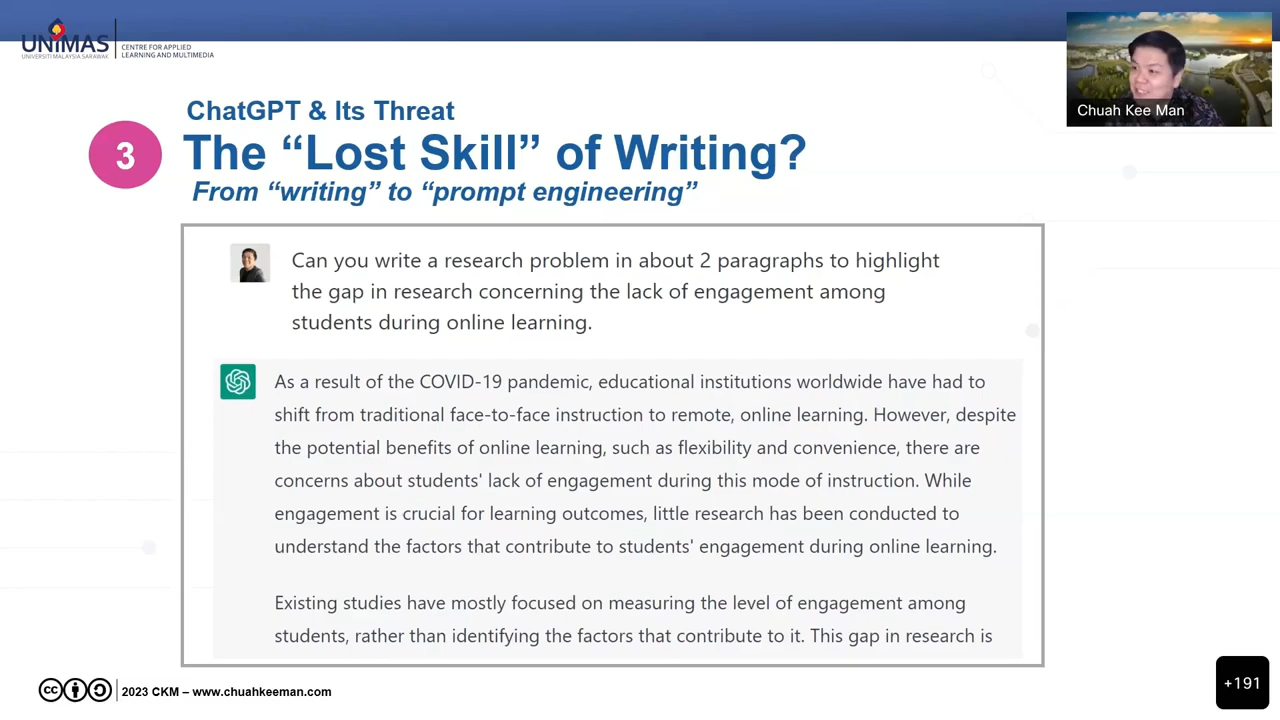 UNIMAS
UNIVERSITI MALAYSIA SARAWAK
CENTRE FOR APPLIED
LEARNING AND MULTIMEDIA
Chuah Kee Man
ChatGPT & Its Threat
3
The “Lost Skill” of Writing?
From “writing” to “prompt engineering”
Can you write a research problem in about 2 paragraphs to highlight
the gap in research concerning the lack of engagement among
students during online learning.
As a result of the COVID-19 pandemic, educational institutions worldwide have had to
shift from traditional face-to-face instruction to remote, online learning. However, despite
the potential benefits of online learning, such as flexibility and convenience, there are
concerns about students' lack of engagement during this mode of instruction. While
engagement is crucial for learning outcomes, little research has been conducted to
understand the factors that contribute to students' engagement during online learning.
Existing studies have mostly focused on measuring the level of engagement among
students, rather than identifying the factors that contribute to it. This gap in research is
cc
2023 CKM – www.chuahkeeman.com
+191